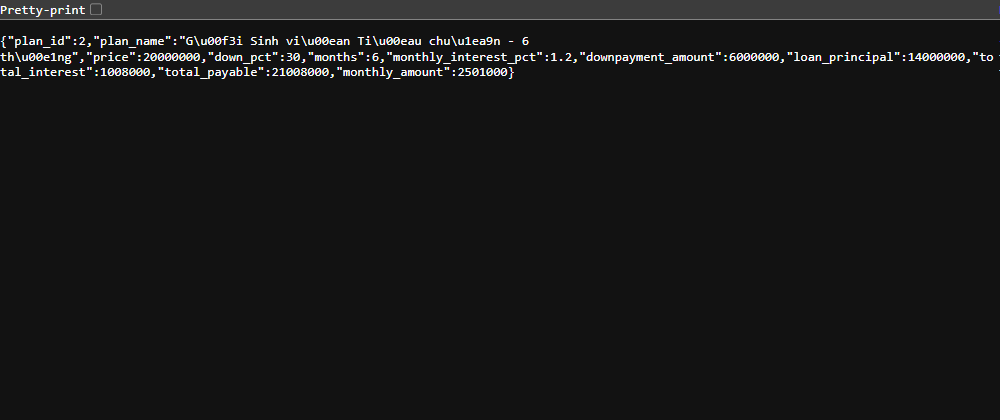 Pretty-print
{"plan_id":2,"plan_name":"G\u00f3i Sinh vi\u00ean Ti\u00eau chu\u1ea9n - 6
th\u00e1ng","price":20000000,"down_pct":30,"months":6,"monthly_interest_pct":1.2,"downpayment_amount":6000000,"loan_principal":14000000,"to
tal_interest":1008000,"total_payable":21008000,"monthly_amount":2501000}